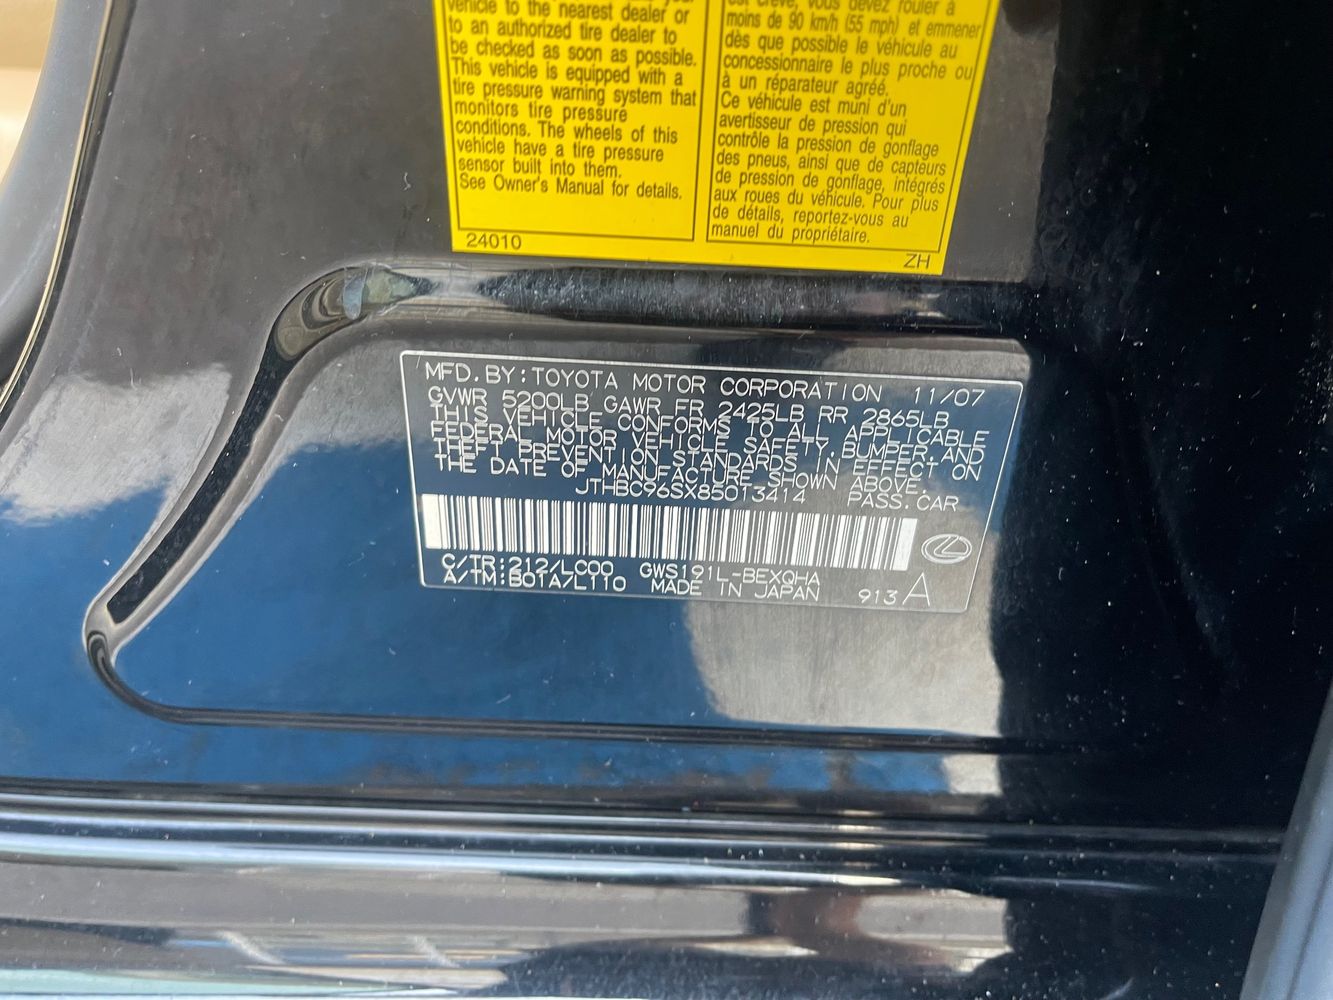 vehicle to the nearest dealer or
to an authorized tire dealer to
be checked as soon as possible.
This vehicle is equipped with a
tire pressure warning system that
monitors tire pressure
conditions. The wheels of this
vehicle have a tire pressure
sensor built into them.
See Owner's Manual for details.
24010
est crevé, vous devez rouler à
moins de 90 km/h (55 mph) et emmener
dès que possible le véhicule au
concessionnaire le plus proche ou
à un réparateur agréé.
Ce véhicule est muni d'un
avertisseur de pression qui
contrôle la pression de gonflage
des pneus, ainsi que de capteurs
de pression de gonflage, intégrés
aux roues du véhicule. Pour plus
de détails, reportez-vous au
manuel du propriétaire.
ZH
MFD. BY: TOYOTA MOTOR CORPORATION 11/07
GVWR 5200LB GAWR FR 2425LB RR 2865LB
THIS VEHICLE CONFORMS TO ALL APPLICABLE
FEDERAL MOTOR VEHICLE SAFETY, BUMPER, AND
THEFT PREVENTION STANDARDS IN EFFECT ON
THE DATE OF MANUFACTURE SHOWN ABOVE.
JTHBC96SX85013414 PASS. CAR
C/TR: 212/LC00 GWS191L-BEXQHA
A/TM: B01A/L110 MADE IN JAPAN 913 A